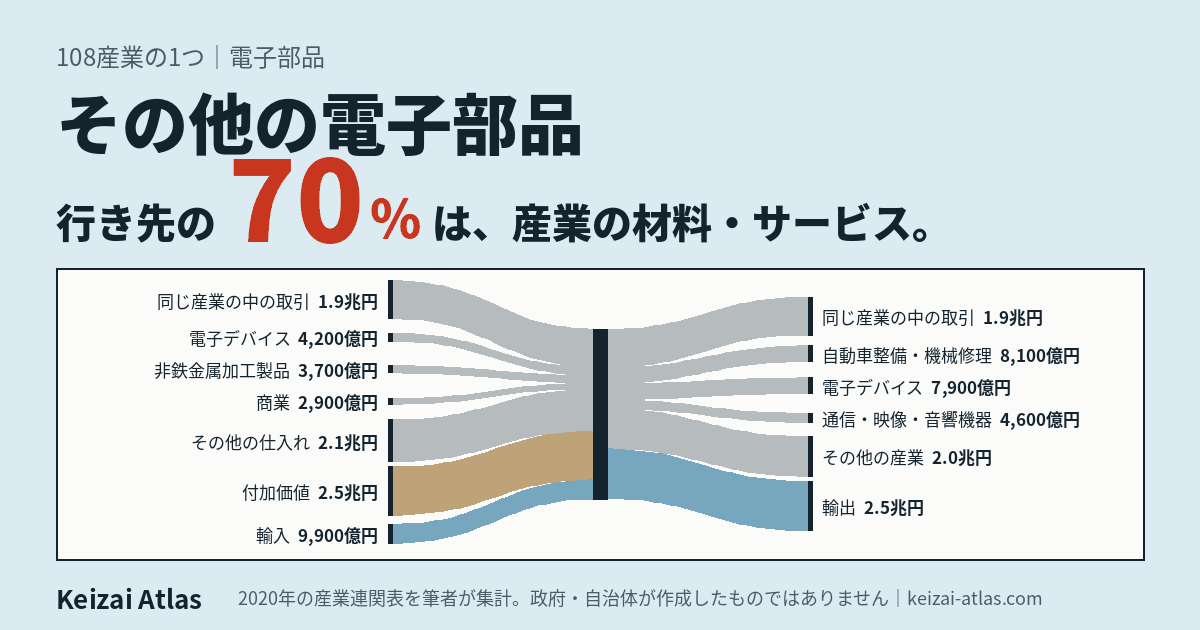 108産業の1つ｜電子部品
その他の電子部品
行き先の 70% は、産業の材料・サービス。
同じ産業の中の取引 1.9兆円
電子デバイス 4,200億円
非鉄金属加工製品 3,700億円
商業 2,900億円
その他の仕入れ 2.1兆円
付加価値 2.5兆円
輸入 9,900億円
同じ産業の中の取引 1.9兆円
自動車整備・機械修理 8,100億円
電子デバイス 7,900億円
通信・映像・音響機器 4,600億円
その他の産業 2.0兆円
輸出 2.5兆円
Keizai Atlas
2020年の産業連関表を筆者が集計。政府・自治体が作成したものではありません｜keizai-atlas.com